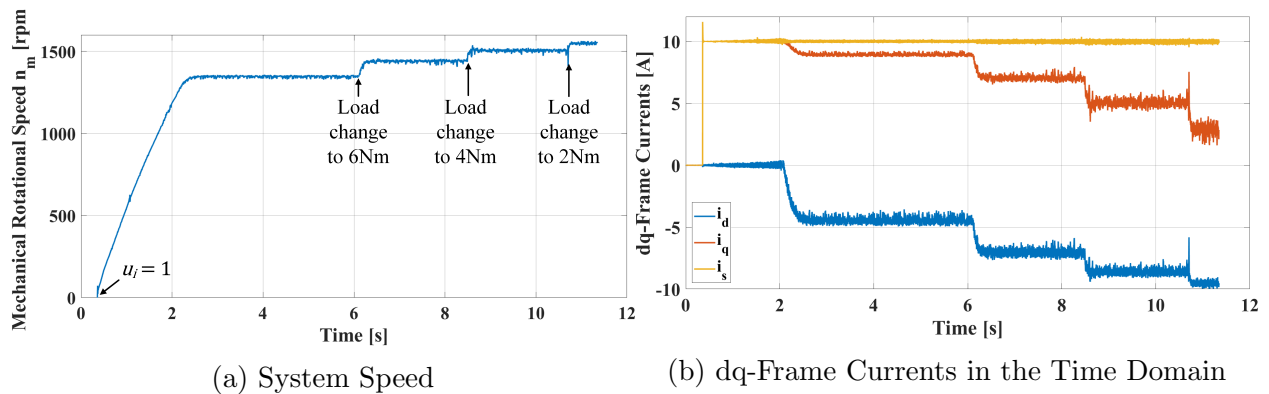 Mechanical Rotational Speed n_m [rpm
1500
1000
500
0
0 2 4 6 8 10 12
Time [s]
u_i = 1
Load
change
to 6Nm
Load
change
to 4Nm
Load
change
to 2Nm
(a) System Speed
dq-Frame Currents [A]
10
5
0
-5
-10
0 2 4 6 8 10 12
Time [s]
i_d
i_q
i_s
(b) dq-Frame Currents in the Time Domain